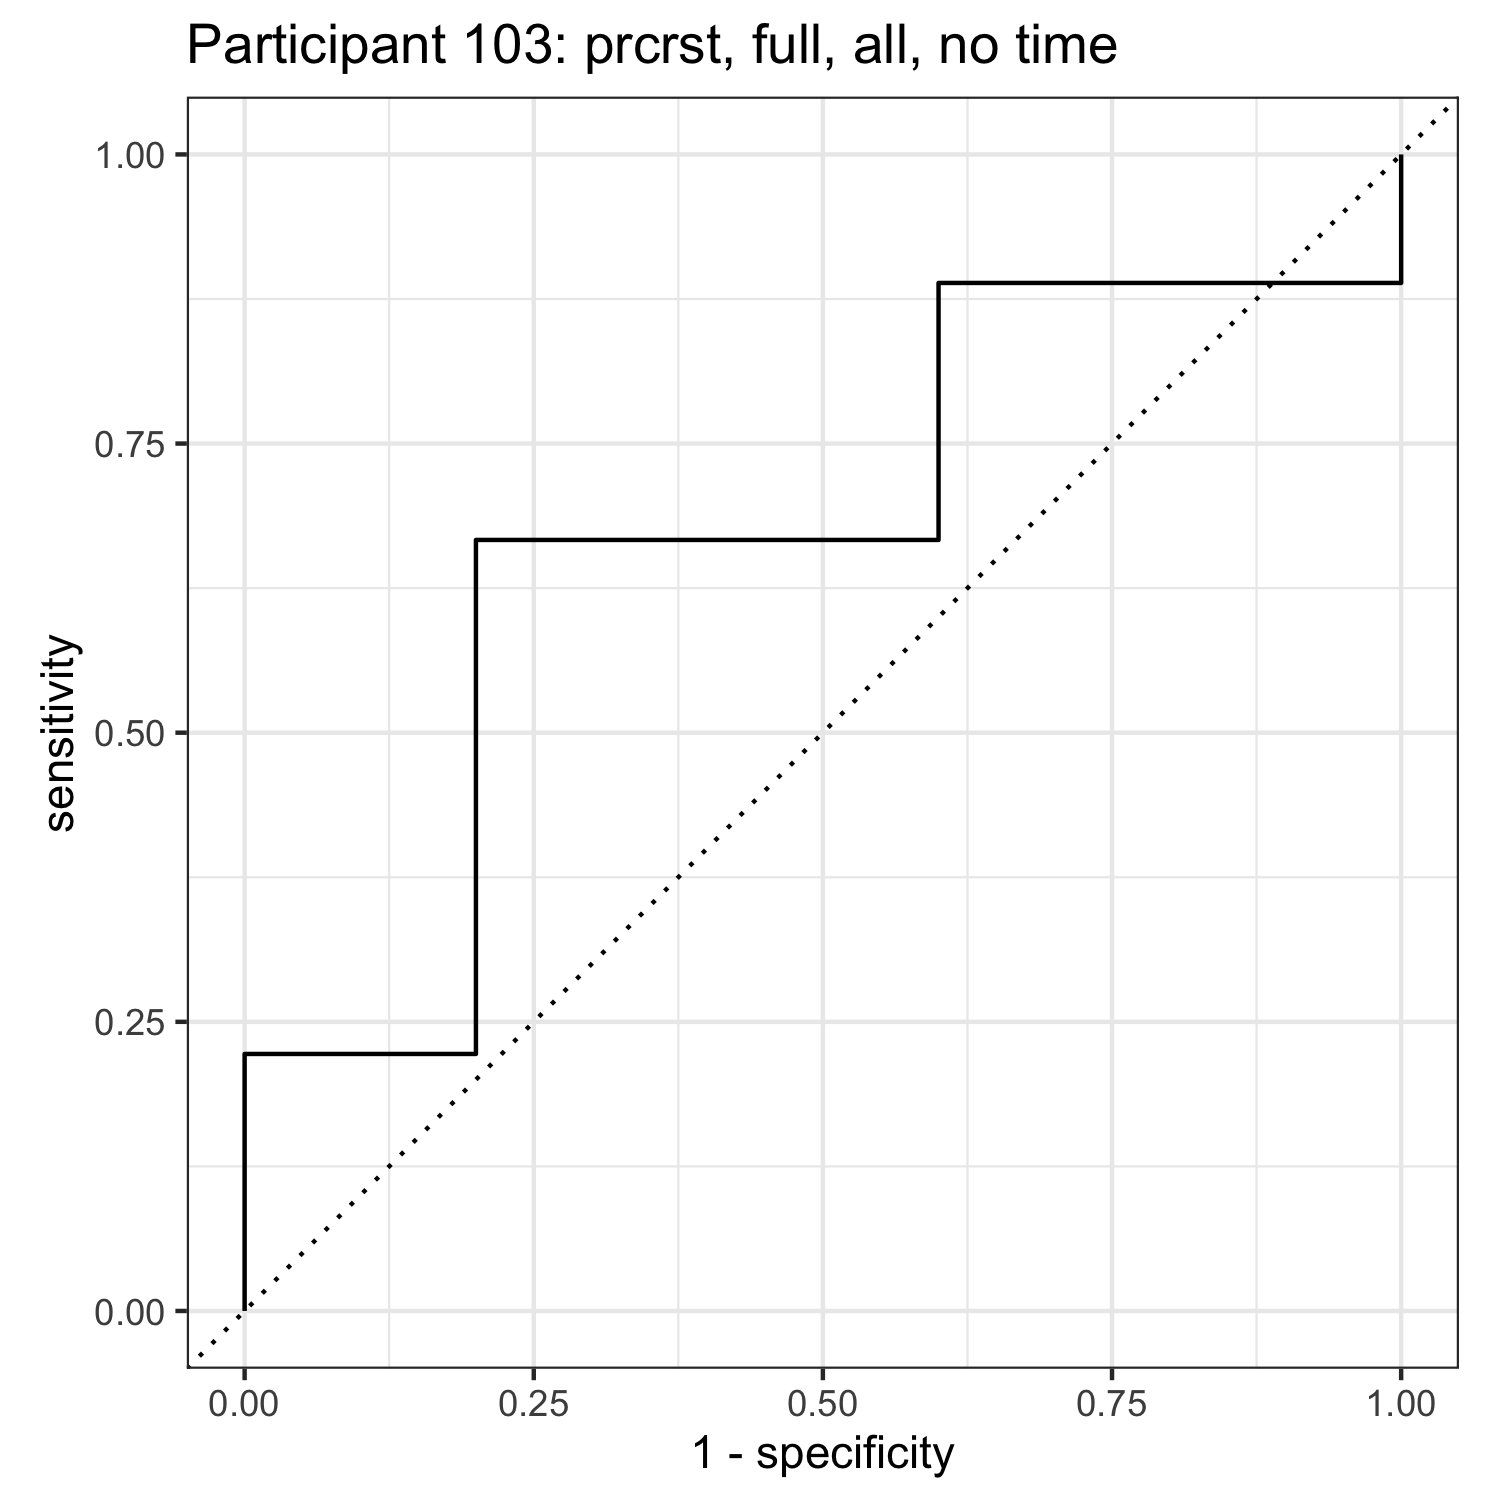 Participant 103: prcrst, full, all, no time
1.00
0.75
0.50
0.25
0.00
sensitivity
0.00 0.25 0.50 0.75 1.00
1 - specificity